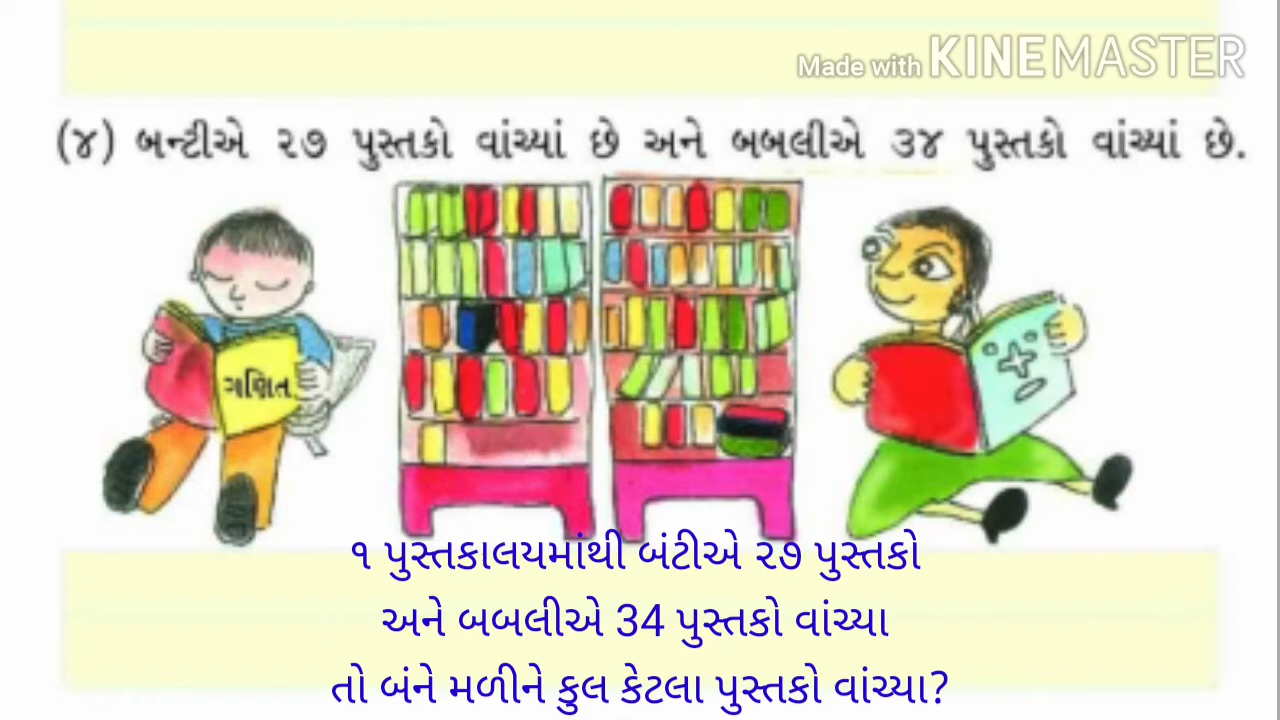 Made with KINEMASTER
(૪) બન્ટીએ ૨૭ પુસ્તકો વાંચ્યાં છે અને બબલીએ ૩૪ પુસ્તકો વાંચ્યાં છે.
ગણિત
૧ પુસ્તકાલયમાંથી બંટીએ ૨૭ પુસ્તકો
અને બબલીએ 34 પુસ્તકો વાંચ્યા
તો બંને મળીને કુલ કેટલા પુસ્તકો વાંચ્યા?